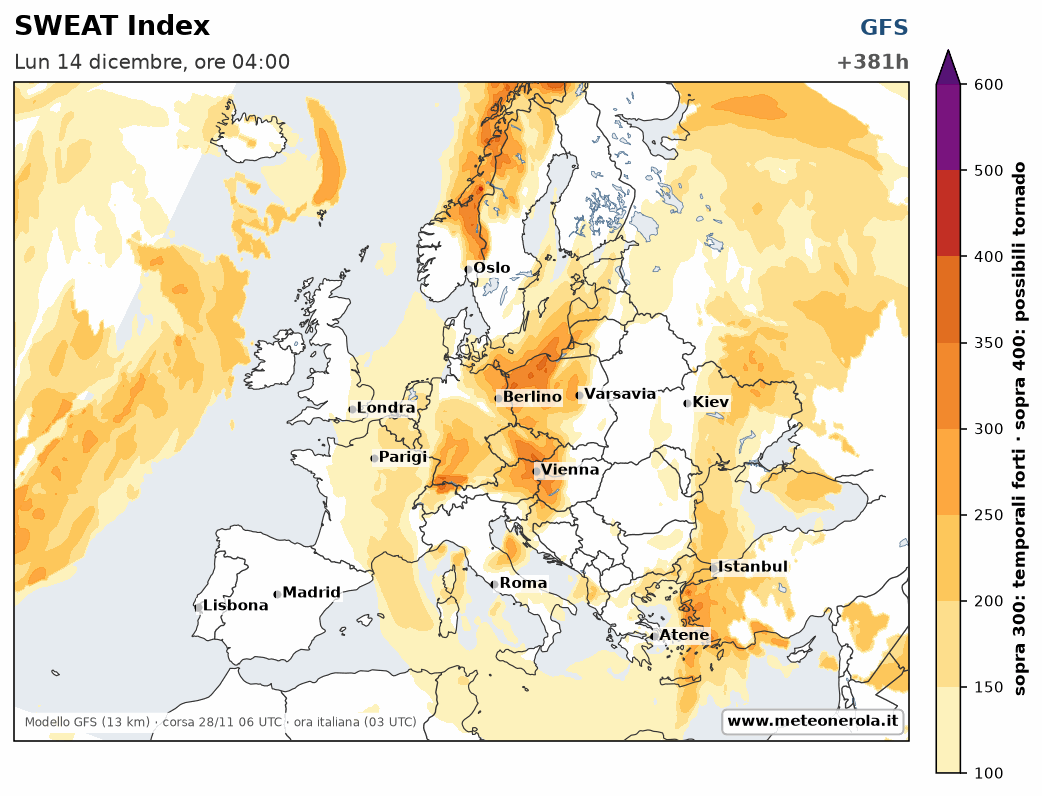 SWEAT Index
GFS
Lun 14 dicembre, ore 04:00
+381h
600
500
400
350
300
250
200
150
100
sopra 300: temporali forti · sopra 400: possibili tornado
Oslo
Berlino
Varsavia
Kiev
Londra
Parigi
Vienna
Istanbul
Roma
Madrid
Lisbona
Atene
Modello GFS (13 km) · corsa 28/11 06 UTC · ora italiana (03 UTC)
www.meteonerola.it